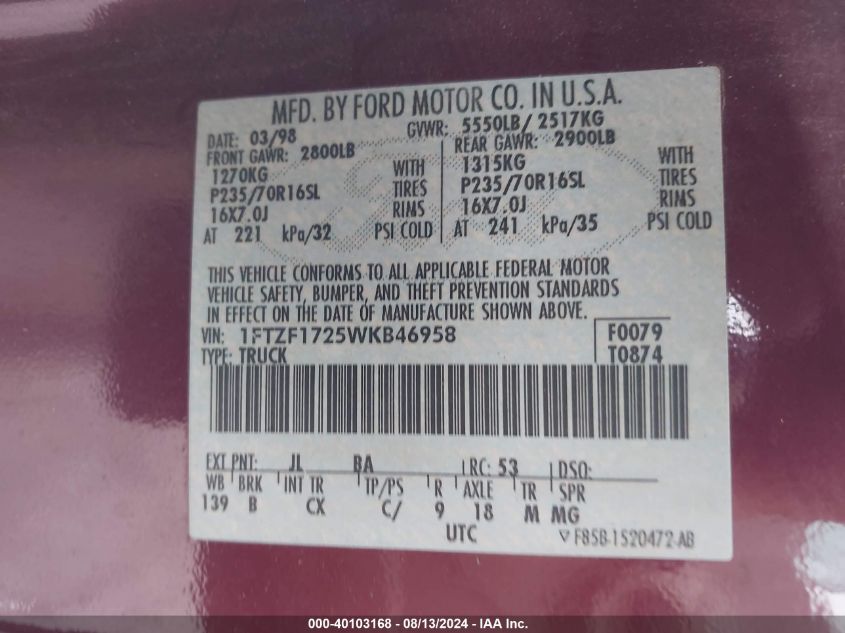 MFD. BY FORD MOTOR CO. IN U.S.A.
DATE: 03/98 GVWR: 5550LB/ 2517KG
FRONT GAWR: 2800LB REAR GAWR: 2900LB
1270KG WITH 1315KG WITH
P235/70R16SL TIRES P235/70R16SL TIRES
16X7.0J RIMS 16X7.0J RIMS
AT 221 kPa/32 PSI COLD AT 241 kPa/35 PSI COLD
THIS VEHICLE CONFORMS TO ALL APPLICABLE FEDERAL MOTOR
VEHICLE SAFETY, BUMPER, AND THEFT PREVENTION STANDARDS
IN EFFECT ON THE DATE OF MANUFACTURE SHOWN ABOVE.
VIN: 1FTZF1725WKB46958 F0079
TYPE: TRUCK T0874
EXT PNT: JL BA RC: 53 DSO:
WB BRK INT TR TP/PS R AXLE TR SPR
139 B CX C/ 9 18 M MG
UTC F85B-1520472-AB
000-40103168 - 08/13/2024 - IAA Inc.